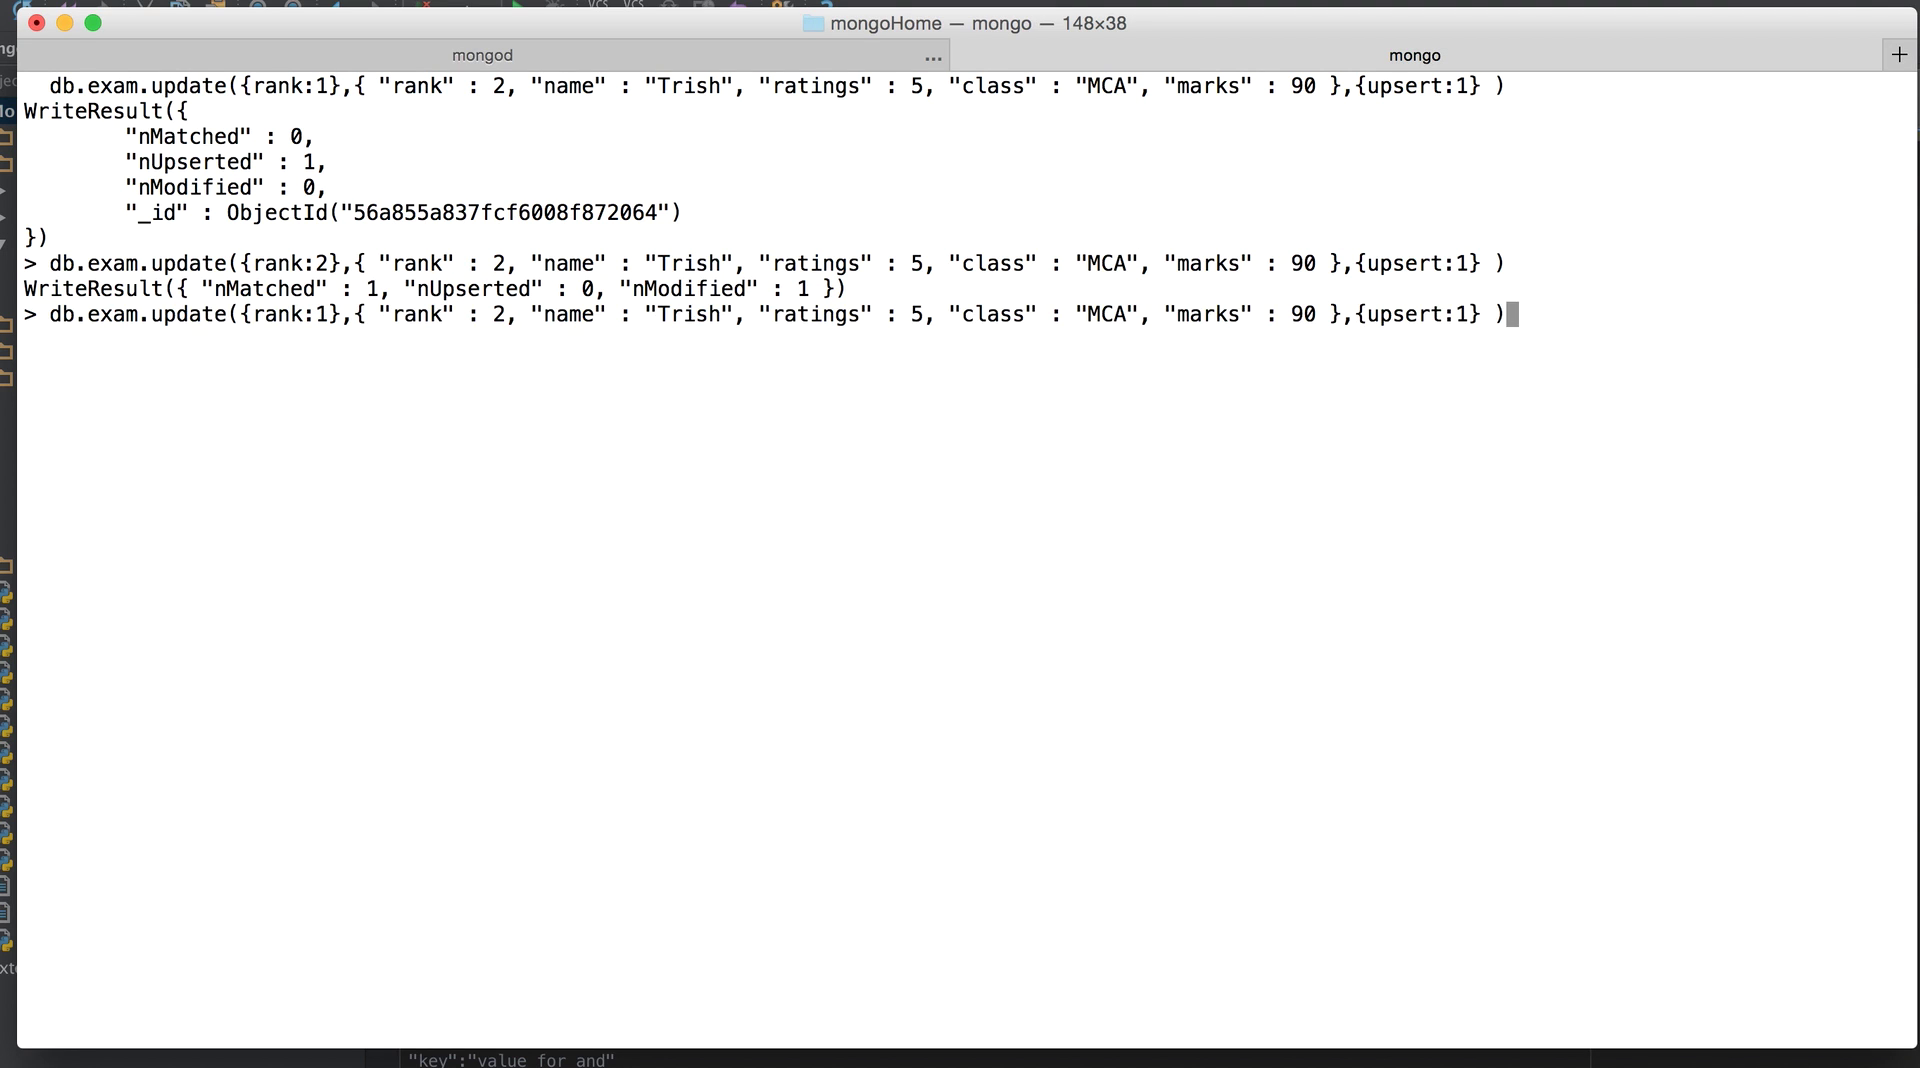 VCS VCS
mongoHome — mongo — 148×38
mongod ... mongo +
db.exam.update({rank:1},{ "rank" : 2, "name" : "Trish", "ratings" : 5, "class" : "MCA", "marks" : 90 },{upsert:1} )
WriteResult({
"nMatched" : 0,
"nUpserted" : 1,
"nModified" : 0,
"_id" : ObjectId("56a855a837fcf6008f872064")
})
> db.exam.update({rank:2},{ "rank" : 2, "name" : "Trish", "ratings" : 5, "class" : "MCA", "marks" : 90 },{upsert:1} )
WriteResult({ "nMatched" : 1, "nUpserted" : 0, "nModified" : 1 })
> db.exam.update({rank:1},{ "rank" : 2, "name" : "Trish", "ratings" : 5, "class" : "MCA", "marks" : 90 },{upsert:1} )
"key":"value for and"